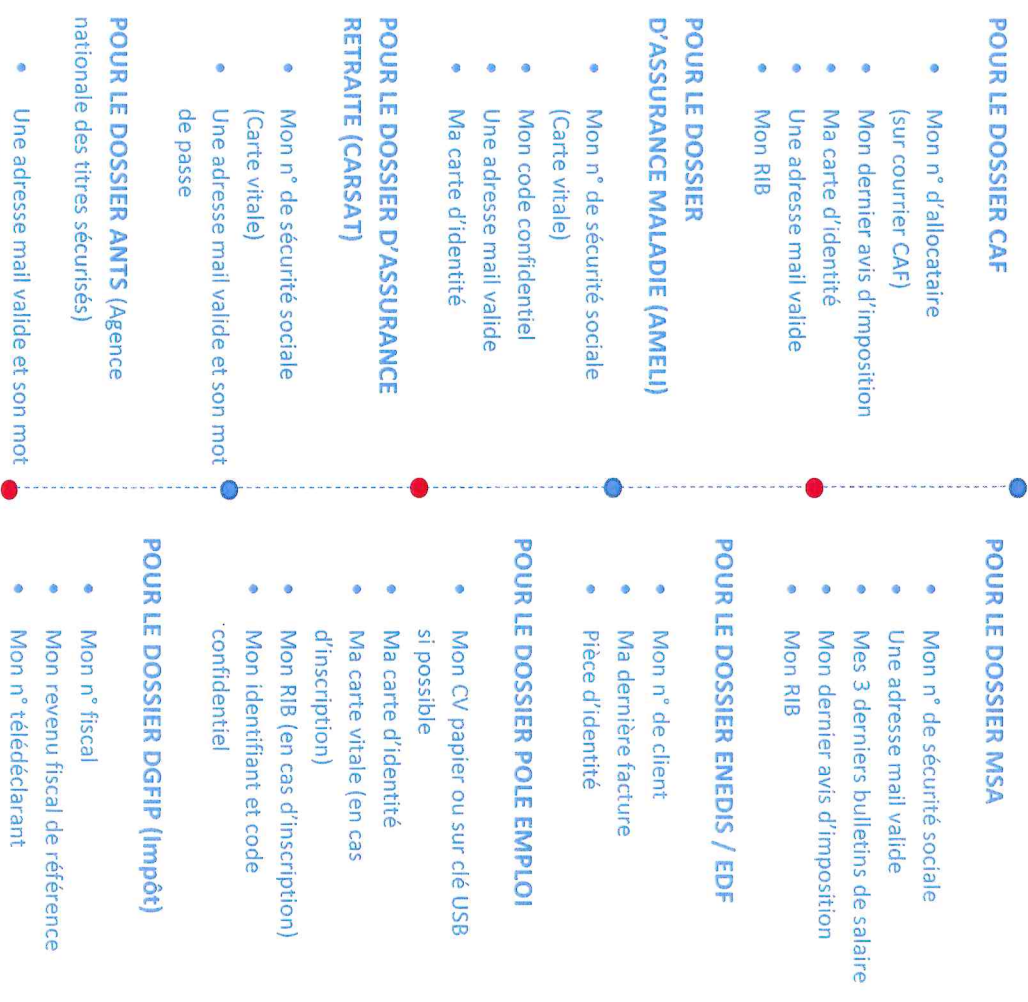 POUR LE DOSSIER CAF
• Mon n° d'allocataire
(sur courrier CAF)
• Mon dernier avis d'imposition
• Ma carte d'identité
• Une adresse mail valide
• Mon RIB
POUR LE DOSSIER
D'ASSURANCE MALADIE (AMELI)
• Mon n° de sécurité sociale
(Carte vitale)
• Mon code confidentiel
• Une adresse mail valide
• Ma carte d'identité
POUR LE DOSSIER D'ASSURANCE
RETRAITE (CARSAT)
• Mon n° de sécurité sociale
(Carte vitale)
• Une adresse mail valide et son mot
de passe
POUR LE DOSSIER ANTS (Agence
nationale des titres sécurisés)
• Une adresse mail valide et son mot
POUR LE DOSSIER MSA
• Mon n° de sécurité sociale
• Une adresse mail valide
• Mes 3 derniers bulletins de salaire
• Mon dernier avis d'imposition
• Mon RIB
POUR LE DOSSIER ENEDIS / EDF
• Mon n° de client
• Ma dernière facture
• Pièce d'identité
POUR LE DOSSIER POLE EMPLOI
• Mon CV papier ou sur clé USB
si possible
• Ma carte d'identité
• Ma carte vitale (en cas
d'inscription)
• Mon RIB (en cas d'inscription)
• Mon identifiant et code
confidentiel
POUR LE DOSSIER DGFIP (Impôt)
• Mon n° fiscal
• Mon revenu fiscal de référence
• Mon n° télédéclarant